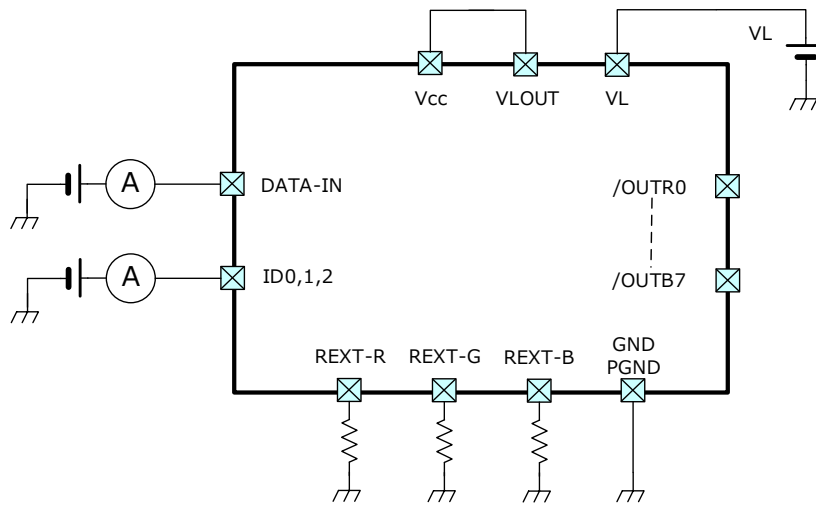 VL
Vcc
VLOUT
VL
A
DATA-IN
/OUTR0
A
ID0,1,2
/OUTB7
REXT-R
REXT-G
REXT-B
GND
PGND